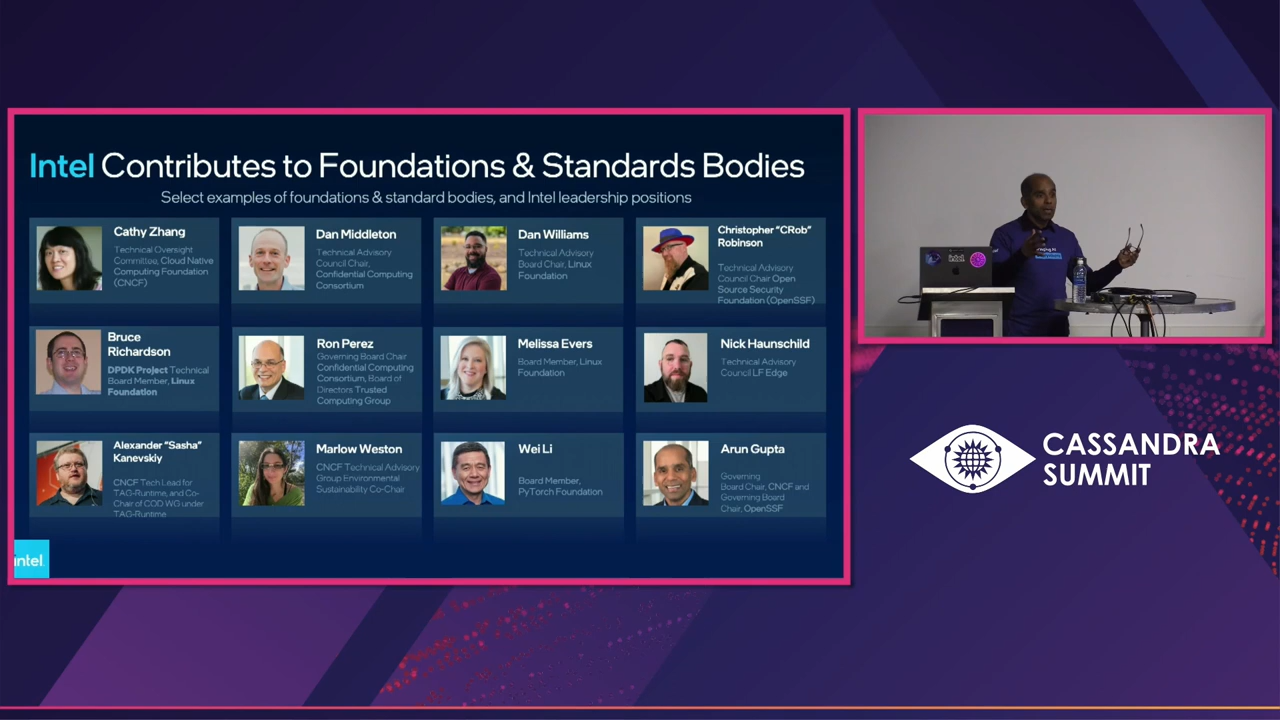 Intel Contributes to Foundations & Standards Bodies
Select examples of foundations & standard bodies, and Intel leadership positions
Cathy Zhang
Technical Oversight
Committee, Cloud Native
Computing Foundation
(CNCF)
Dan Middleton
Technical Advisory
Council Chair,
Confidential Computing
Consortium
Dan Williams
Technical Advisory
Board Chair, Linux
Foundation
Christopher “CRob”
Robinson
Technical Advisory
Council Chair Open
Source Security
Foundation (OpenSSF)
Bruce
Richardson
DPDK Project Technical
Board Member, Linux
Foundation
Ron Perez
Governing Board Chair
Confidential Computing
Consortium, Board of
Directors Trusted
Computing Group
Melissa Evers
Board Member, Linux
Foundation
Nick Haunschild
Technical Advisory
Council LF Edge
Alexander “Sasha”
Kanevskiy
CNCF Tech Lead for
TAG-Runtime, and Co-
Chair of COD WG under
TAG-Runtime
Marlow Weston
CNCF Technical Advisory
Group Environmental
Sustainability Co-Chair
Wei Li
Board Member,
PyTorch Foundation
Arun Gupta
Governing
Board Chair, CNCF and
Governing Board
Chair, OpenSSF
intel
CASSANDRA
SUMMIT